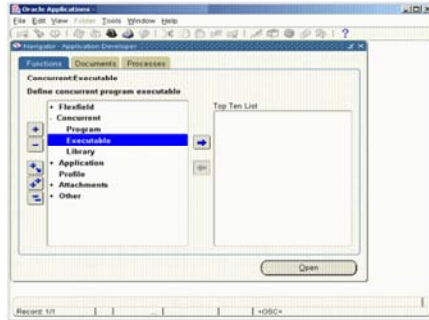 Oracle Applications -
File Edit View Folder Tools Window Help
Navigator - Application Developer
Functions Documents Processes
Concurrent:Executable
Define concurrent program executable
Top Ten List
+ Flexfield
- Concurrent
Program
Executable
Library
+ Application
Profile
+ Attachments
+ Other
Open
Record: 1/1 <OSC>